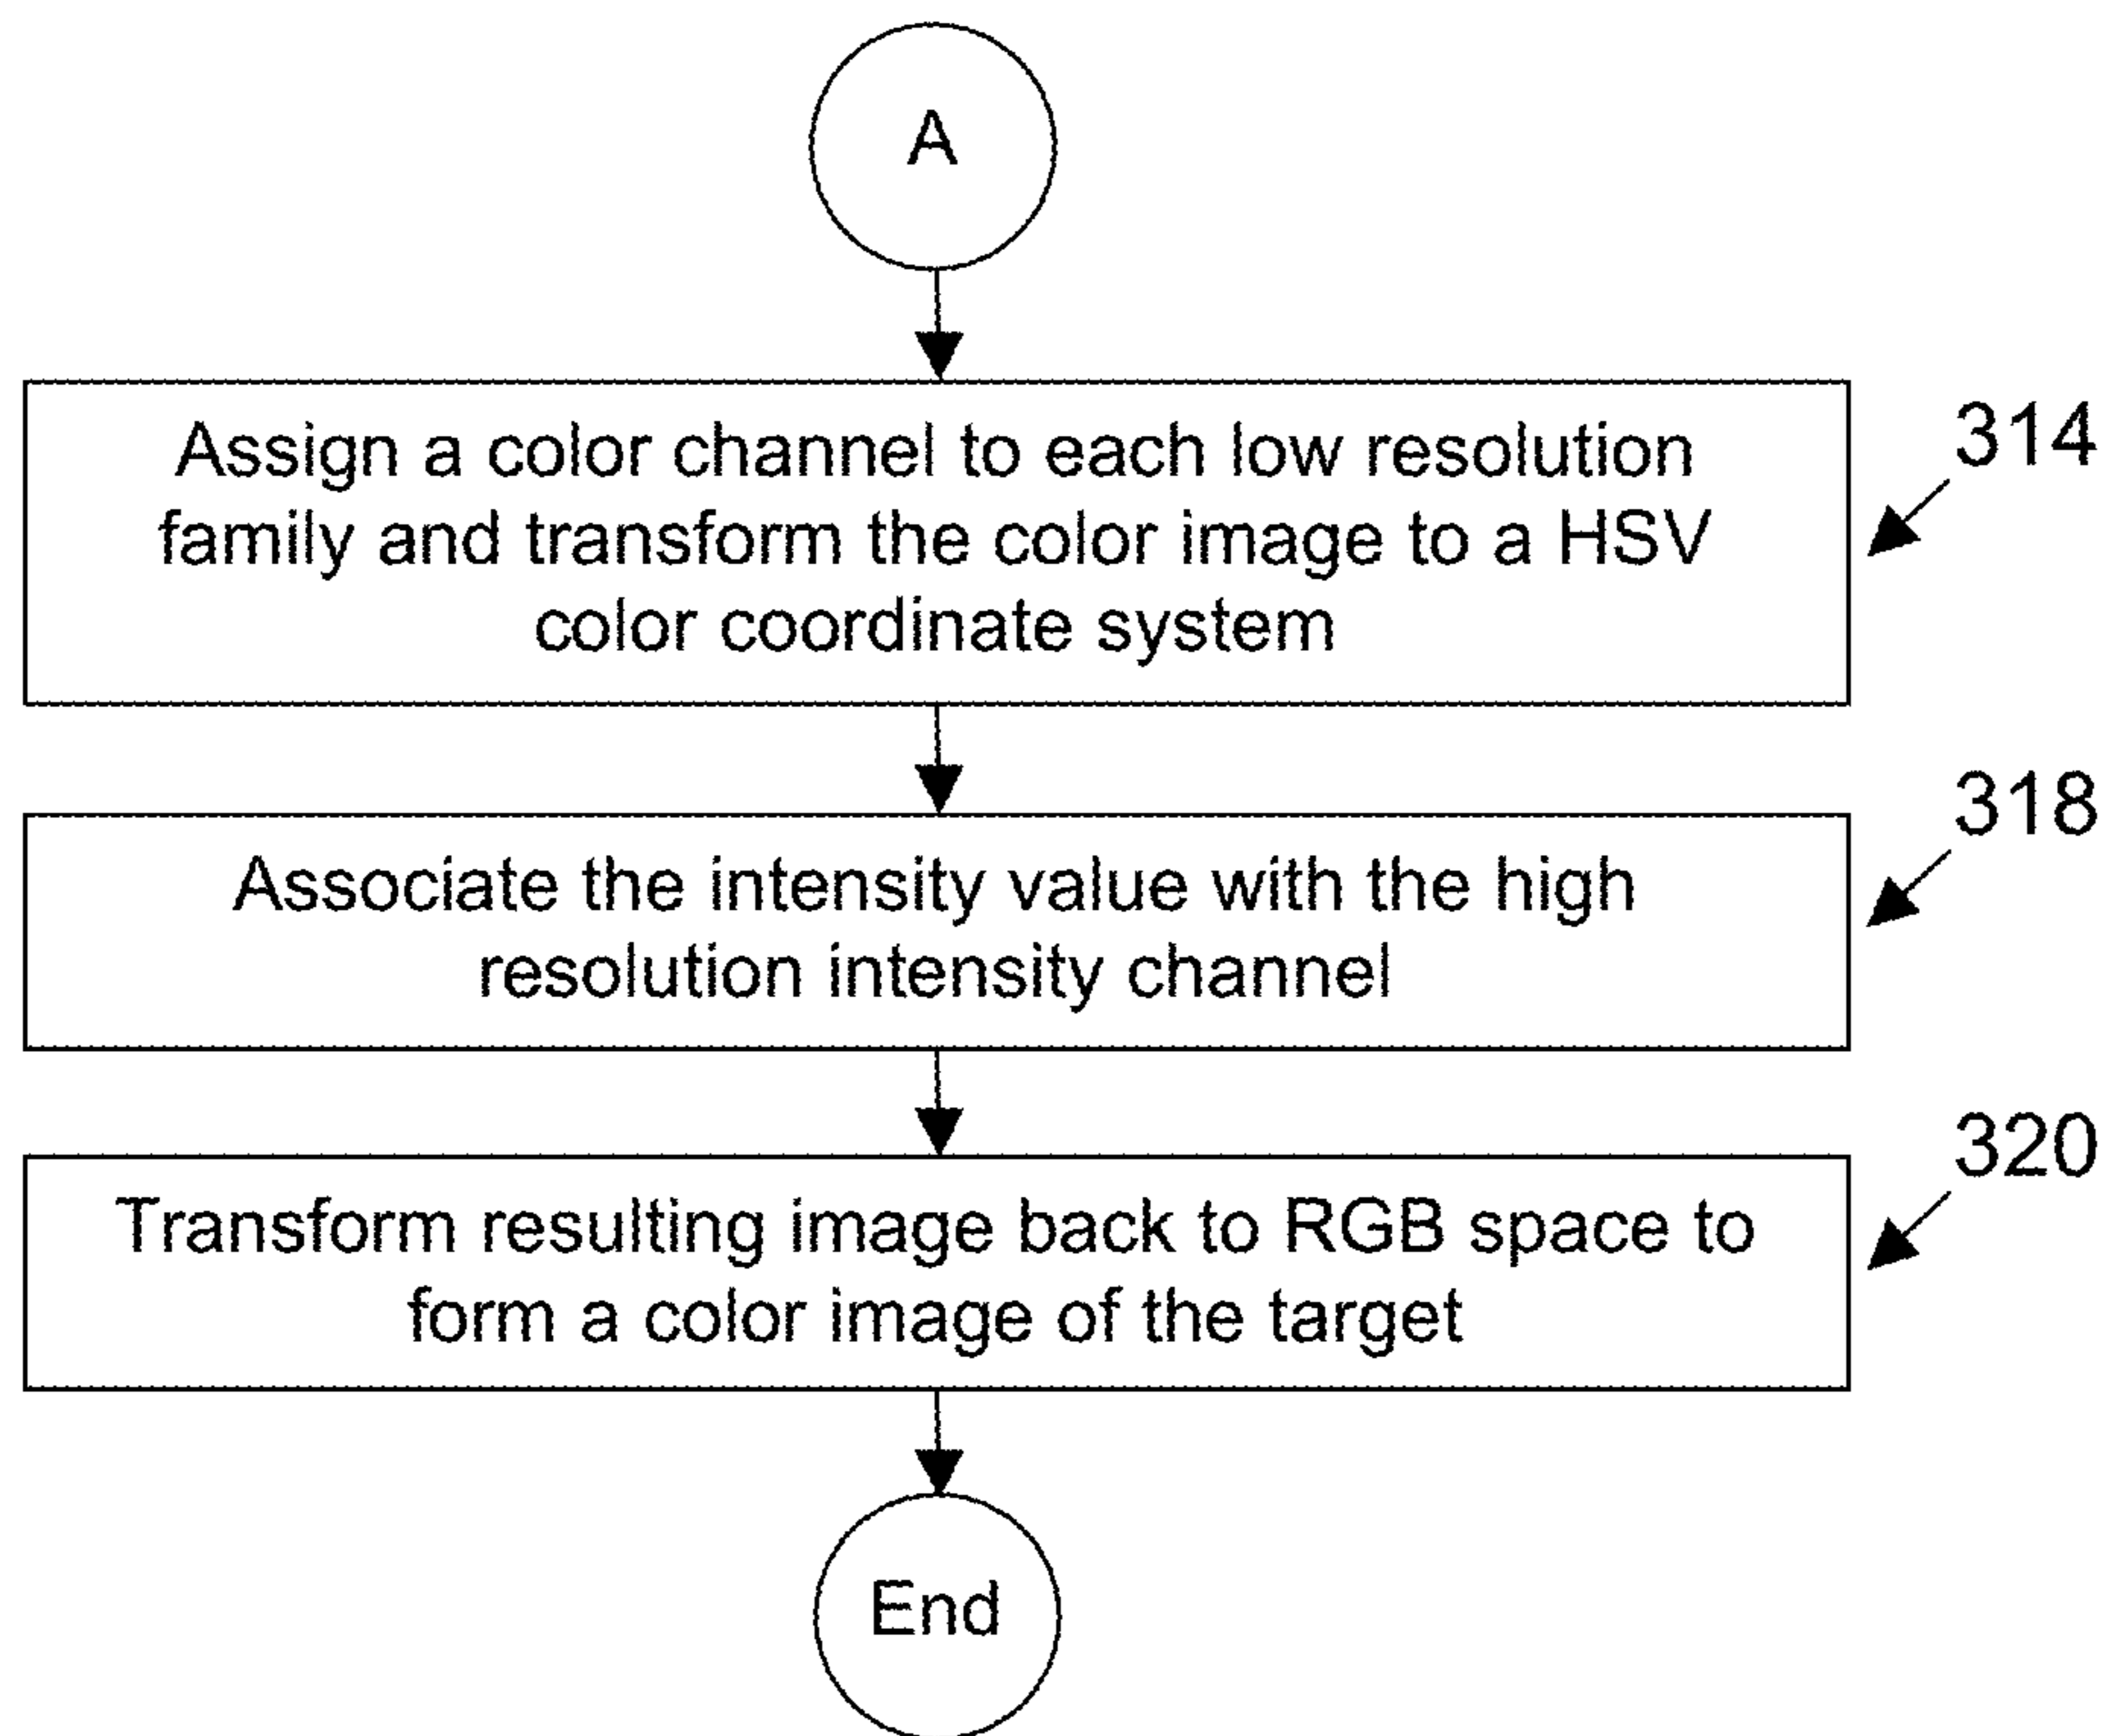 A
Assign a color channel to each low resolution
family and transform the color image to a HSV
color coordinate system
314
Associate the intensity value with the high
resolution intensity channel
318
Transform resulting image back to RGB space to
form a color image of the target
320
End